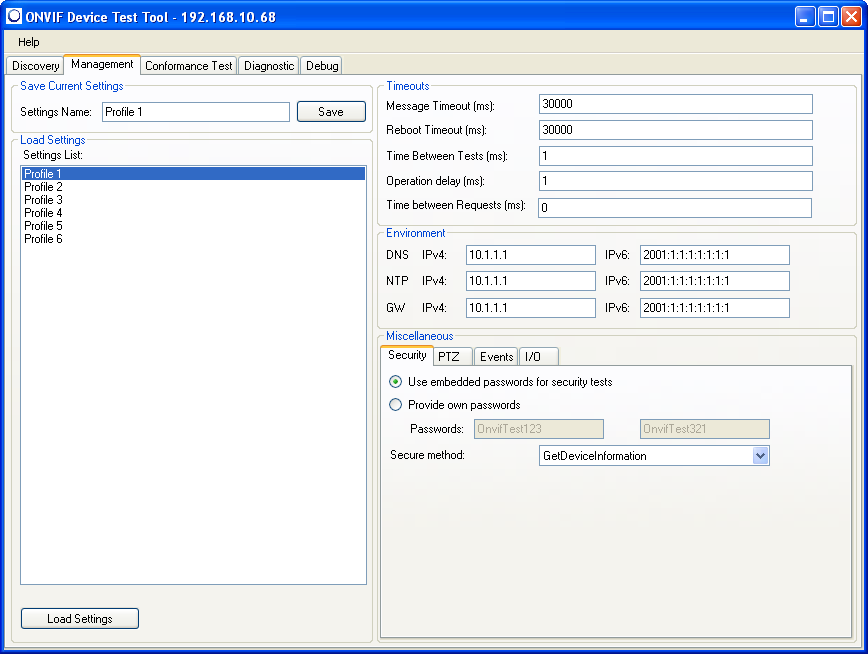 ONVIF Device Test Tool - 192.168.10.68
Help
Discovery Management Conformance Test Diagnostic Debug
Save Current Settings
Settings Name: Profile 1 Save
Load Settings
Settings List:
Profile 1
Profile 2
Profile 3
Profile 4
Profile 5
Profile 6
Load Settings
Timeouts
Message Timeout (ms): 30000
Reboot Timeout (ms): 30000
Time Between Tests (ms): 1
Operation delay (ms): 1
Time between Requests (ms): 0
Environment
DNS IPv4: 10.1.1.1 IPv6: 2001:1:1:1:1:1:1:1
NTP IPv4: 10.1.1.1 IPv6: 2001:1:1:1:1:1:1:1
GW IPv4: 10.1.1.1 IPv6: 2001:1:1:1:1:1:1:1
Miscellaneous
Security PTZ Events I/O
Use embedded passwords for security tests
Provide own passwords
Passwords: OnvifTest123 OnvifTest321
Secure method: GetDeviceInformation